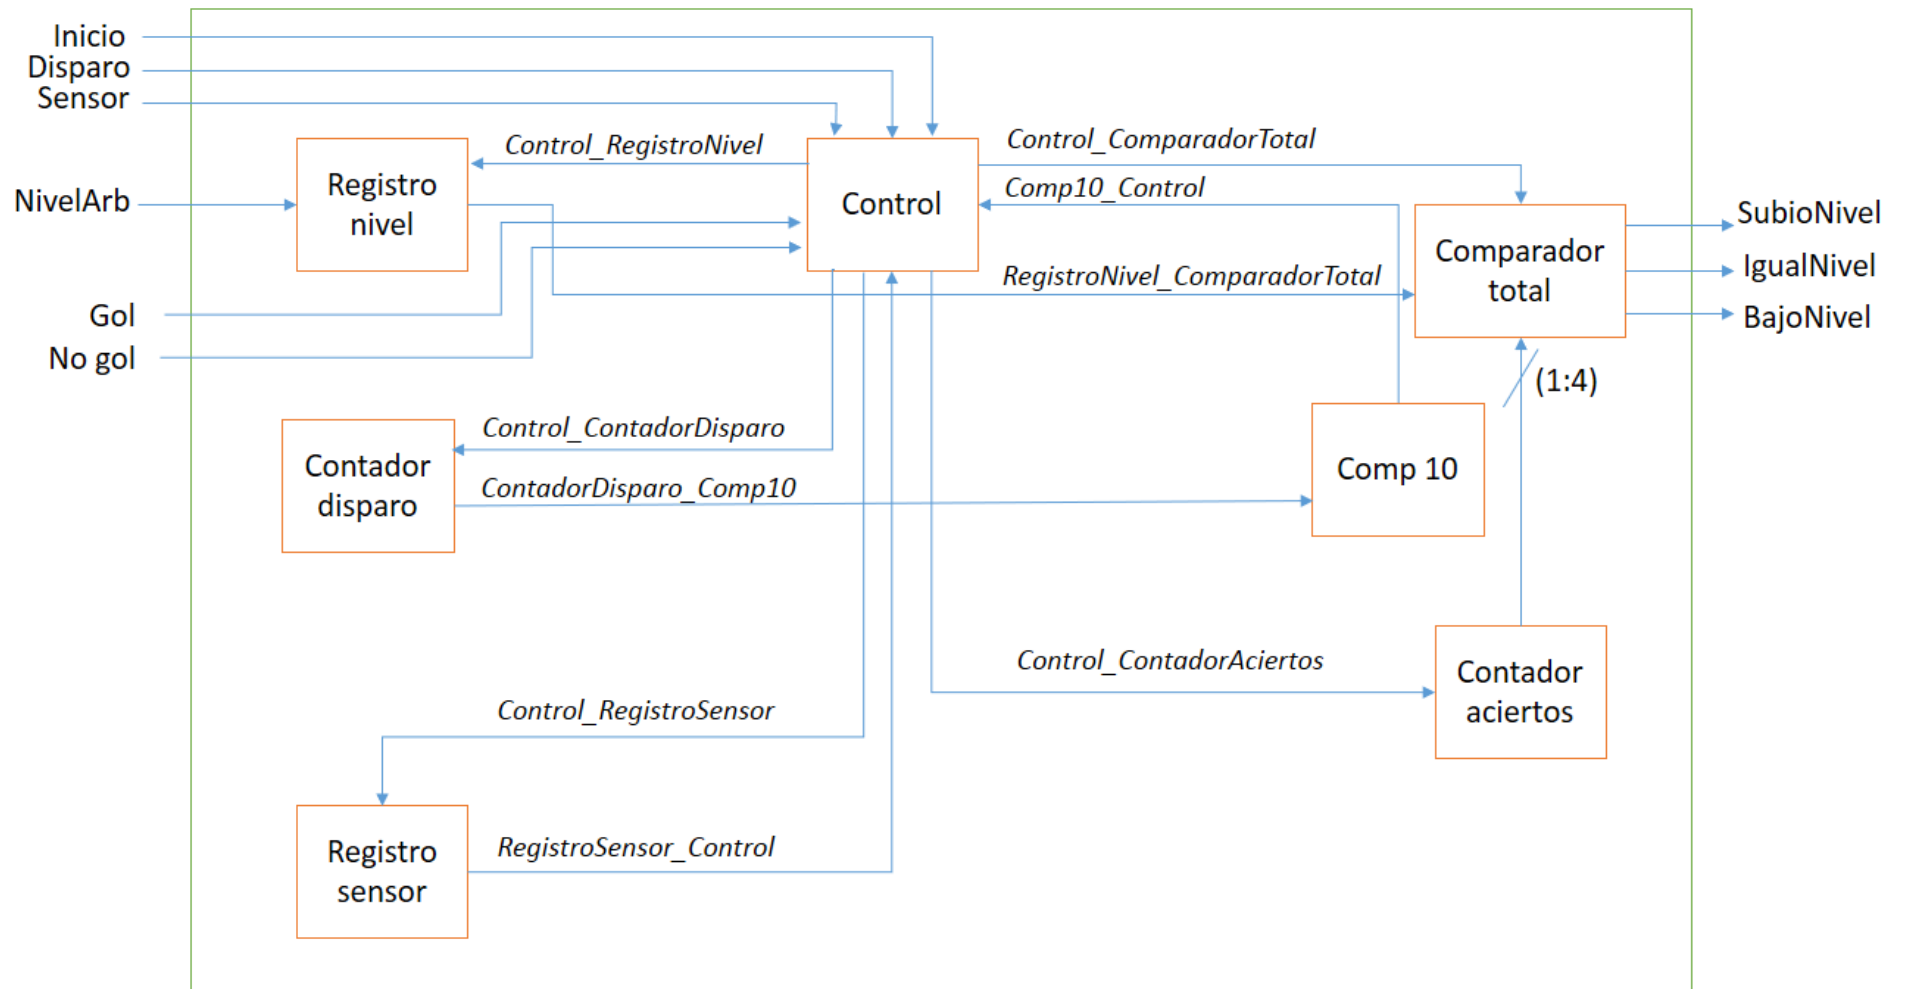 Inicio
Disparo
Sensor
Control_RegistroNivel
Control_ComparadorTotal
Registro
nivel
NivelArb
Control
Comp10_Control
Comparador
total
SubioNivel
IgualNivel
BajoNivel
RegistroNivel_ComparadorTotal
Gol
No gol
(1:4)
Control_ContadorDisparo
Contador
disparo
ContadorDisparo_Comp10
Comp 10
Control_ContadorAciertos
Contador
aciertos
Control_RegistroSensor
Registro
sensor
RegistroSensor_Control